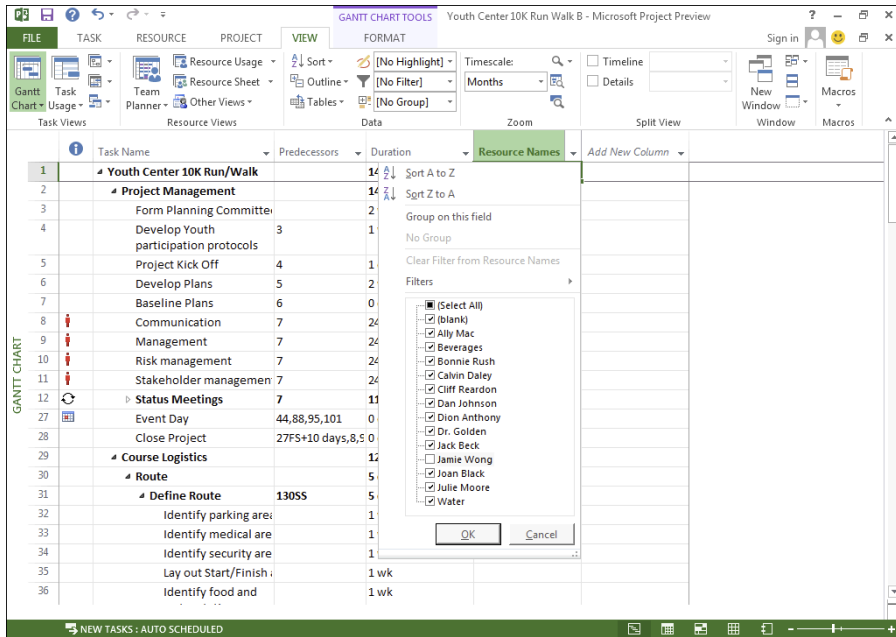 GANTT CHART TOOLS Youth Center 10K Run Walk B - Microsoft Project Preview
FILE TASK RESOURCE PROJECT VIEW FORMAT Sign in
Gantt Chart Task Usage Team Planner Resource Usage Sort [No Highlight] Timescale: Timeline New Window Macros
Resource Sheet Outline [No Filter] Months Details
Other Views Tables [No Group]
Task Views Resource Views Data Zoom Split View Window Macros
Task Name Predecessors Duration Resource Names Add New Column
1 Youth Center 10K Run/Walk 14
2 Project Management 14
3 Form Planning Committe 2
4 Develop Youth participation protocols 3 1
5 Project Kick Off 4 1
6 Develop Plans 5 2
7 Baseline Plans 6 0
8 Communication 7 24
9 Management 7 24
10 Risk management 7 24
11 Stakeholder managemen 7 24
12 Status Meetings 7 11
27 Event Day 44,88,95,101 0
28 Close Project 27FS+10 days,8,9 0
29 Course Logistics 12
30 Route 5
31 Define Route 130SS 5
32 Identify parking area 1
33 Identify medical are 1
34 Identify security are 1
35 Lay out Start/Finish 1 wk
36 Identify food and 1 wk
Sort A to Z
Sort Z to A
Group on this field
No Group
Clear Filter from Resource Names
Filters
(Select All)
(blank)
Ally Mac
Beverages
Bonnie Rush
Calvin Daley
Cliff Reardon
Dan Johnson
Dion Anthony
Dr. Golden
Jack Beck
Jamie Wong
Joan Black
Julie Moore
Water
OK Cancel
GANTT CHART
NEW TASKS : AUTO SCHEDULED